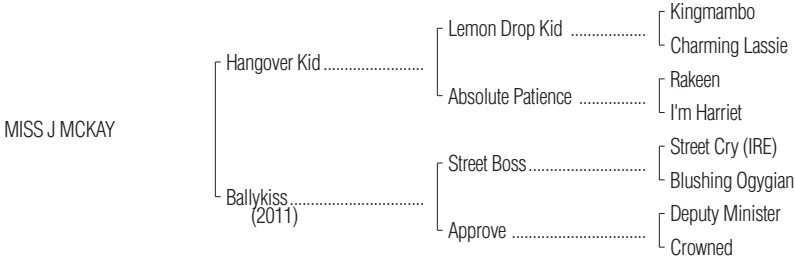 Kingmambo
Lemon Drop Kid ....................
Charming Lassie
Hangover Kid ........................
Rakeen
Absolute Patience ..................
I'm Harriet
MISS J MCKAY
Street Cry (IRE)
Street Boss ................................
Blushing Ogygian
Ballykiss ................................
(2011)
Deputy Minister
Approve ....................................
Crowned